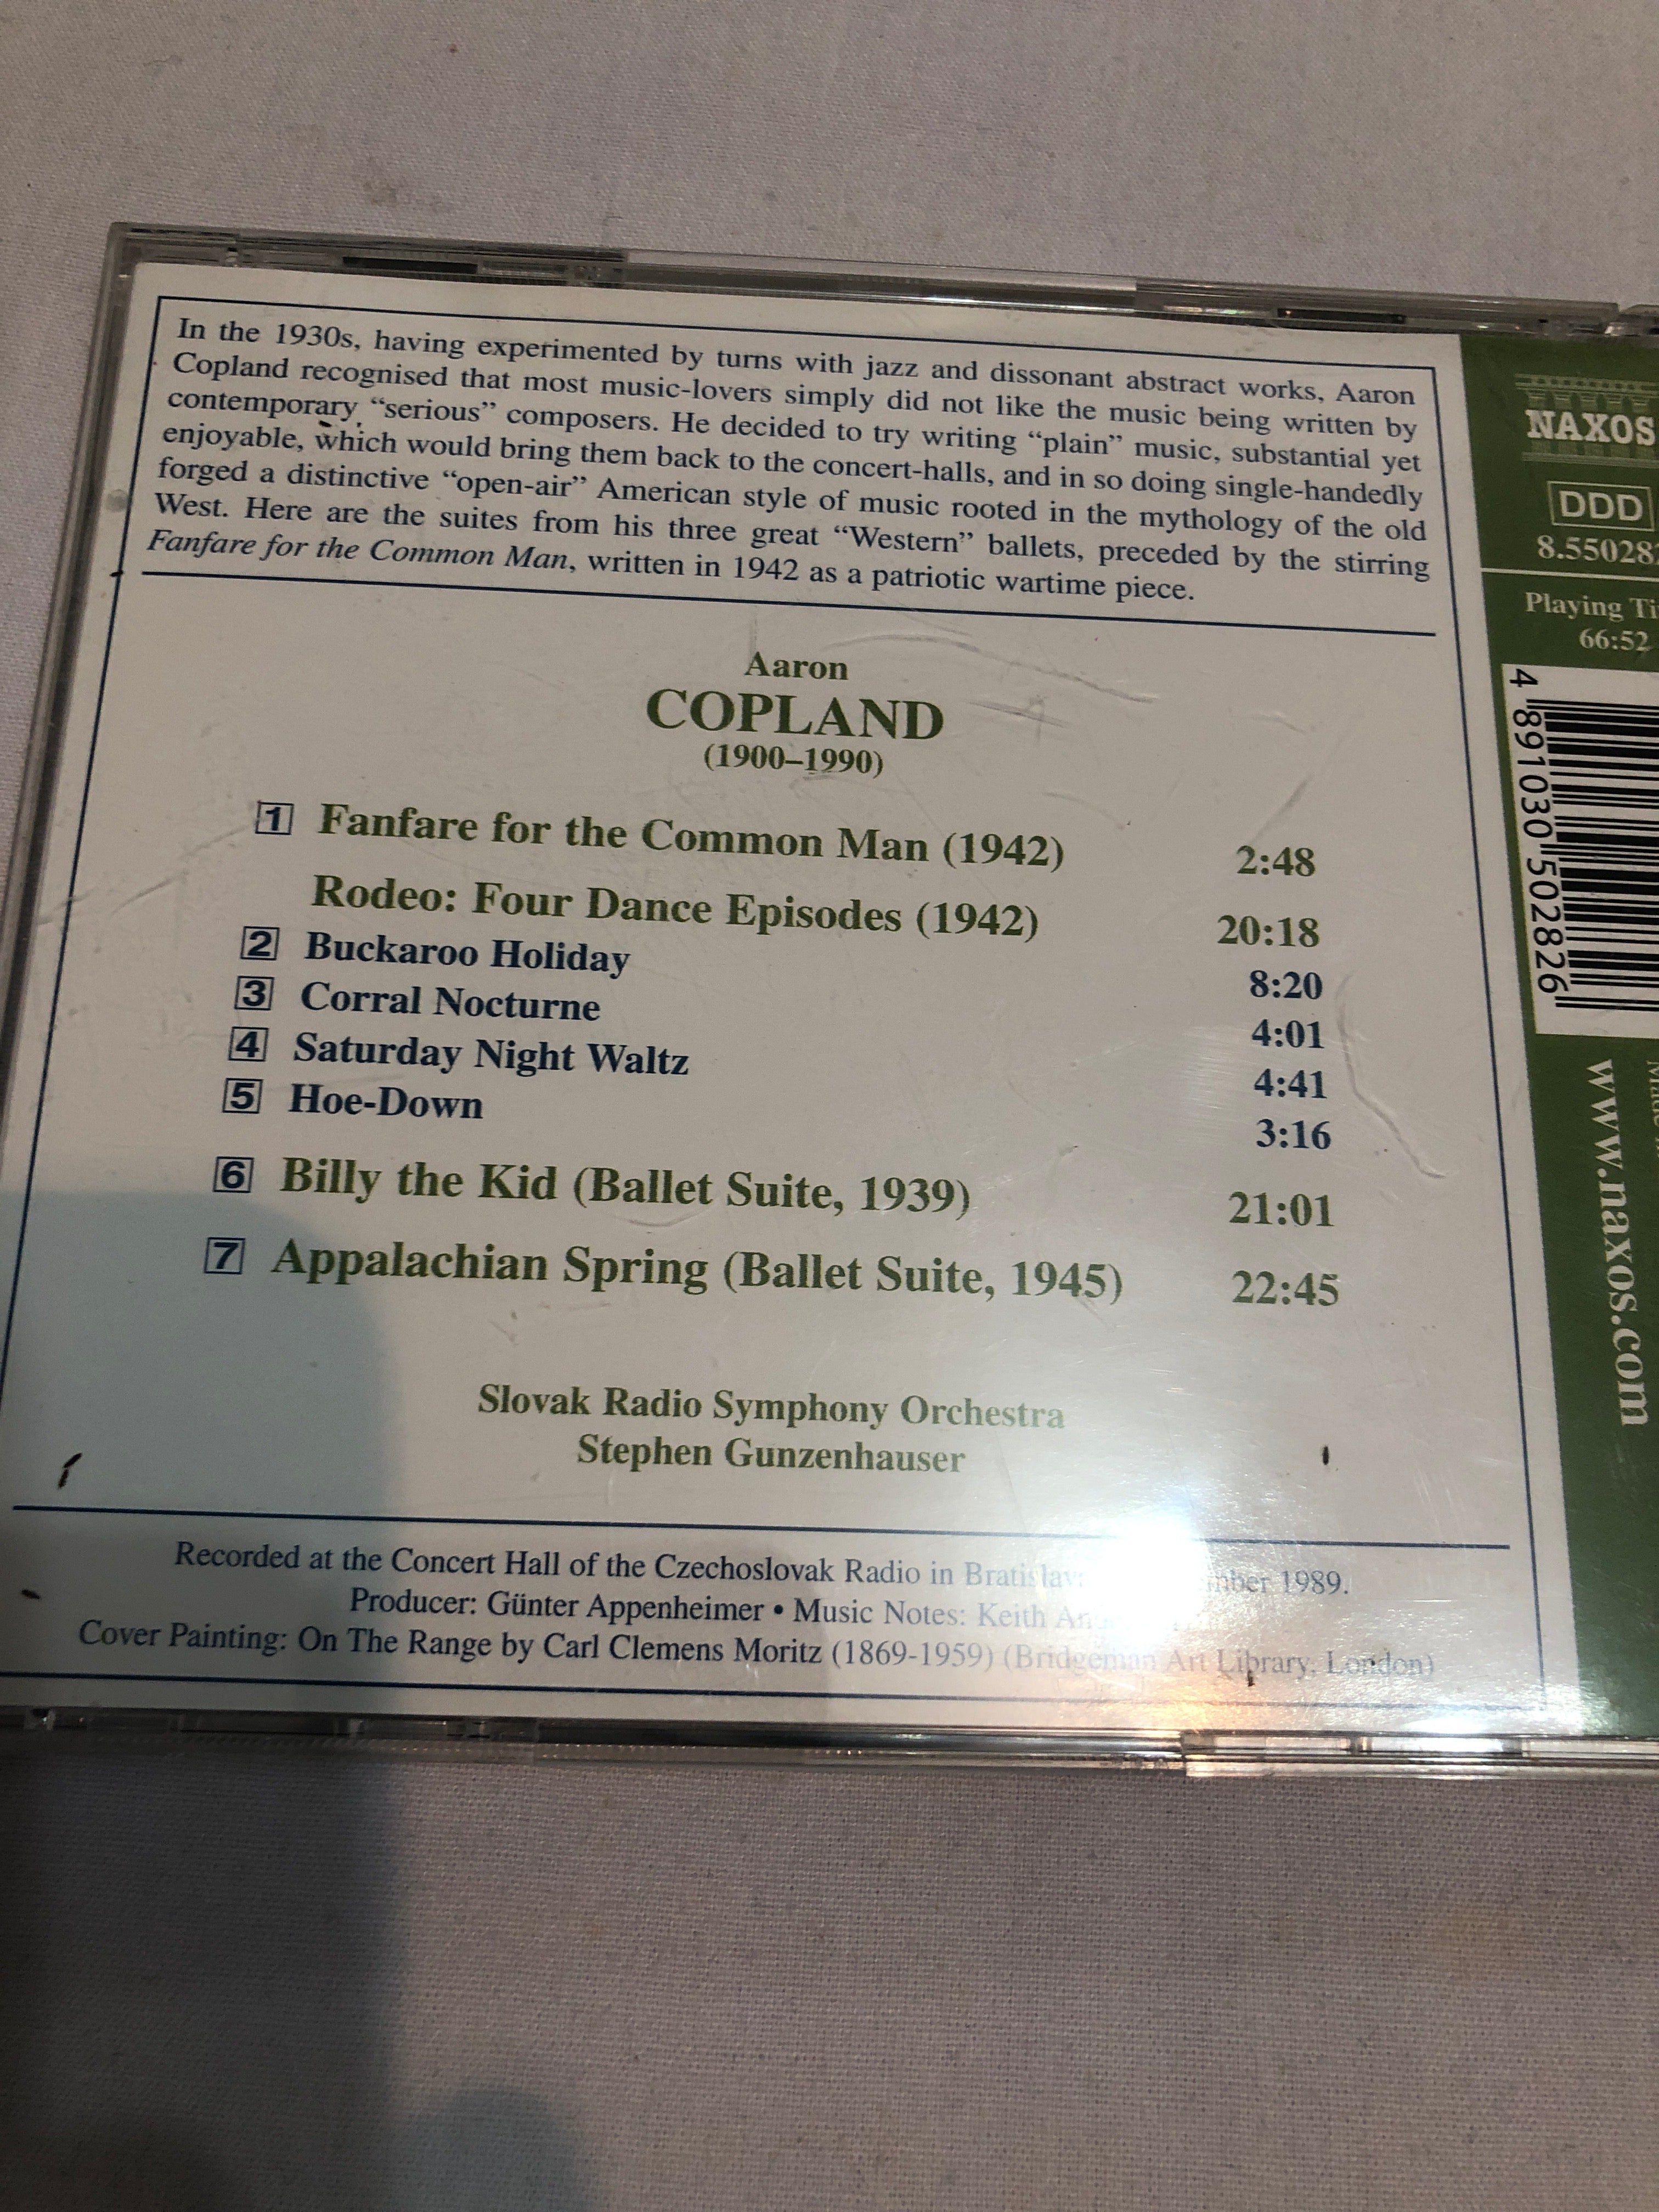 In the 1930s, having experimented by turns with jazz and dissonant abstract works, Aaron
Copland recognised that most music-lovers simply did not like the music being written by
contemporary “serious” composers. He decided to try writing “plain” music, substantial yet
enjoyable, which would bring them back to the concert-halls, and in so doing single-handedly
forged a distinctive “open-air” American style of music rooted in the mythology of the old
West. Here are the suites from his three great “Western” ballets, preceded by the stirring
Fanfare for the Common Man, written in 1942 as a patriotic wartime piece.
Aaron
COPLAND
(1900–1990)
1 Fanfare for the Common Man (1942) 2:48
Rodeo: Four Dance Episodes (1942) 20:18
2 Buckaroo Holiday 8:20
3 Corral Nocturne 4:01
4 Saturday Night Waltz 4:41
5 Hoe-Down 3:16
6 Billy the Kid (Ballet Suite, 1939) 21:01
7 Appalachian Spring (Ballet Suite, 1945) 22:45
Slovak Radio Symphony Orchestra
Stephen Gunzenhauser
Recorded at the Concert Hall of the Czechoslovak Radio in 1989.
Producer: Günter Appenheimer • Music Notes: Keith
Cover Painting: On The Range by Carl Clemens Moritz (1869-1959) (Bridgeman Art Library, London)
NAXOS
DDD
8.55028
Playing
66:52
4 891030 502826
www.naxos.com